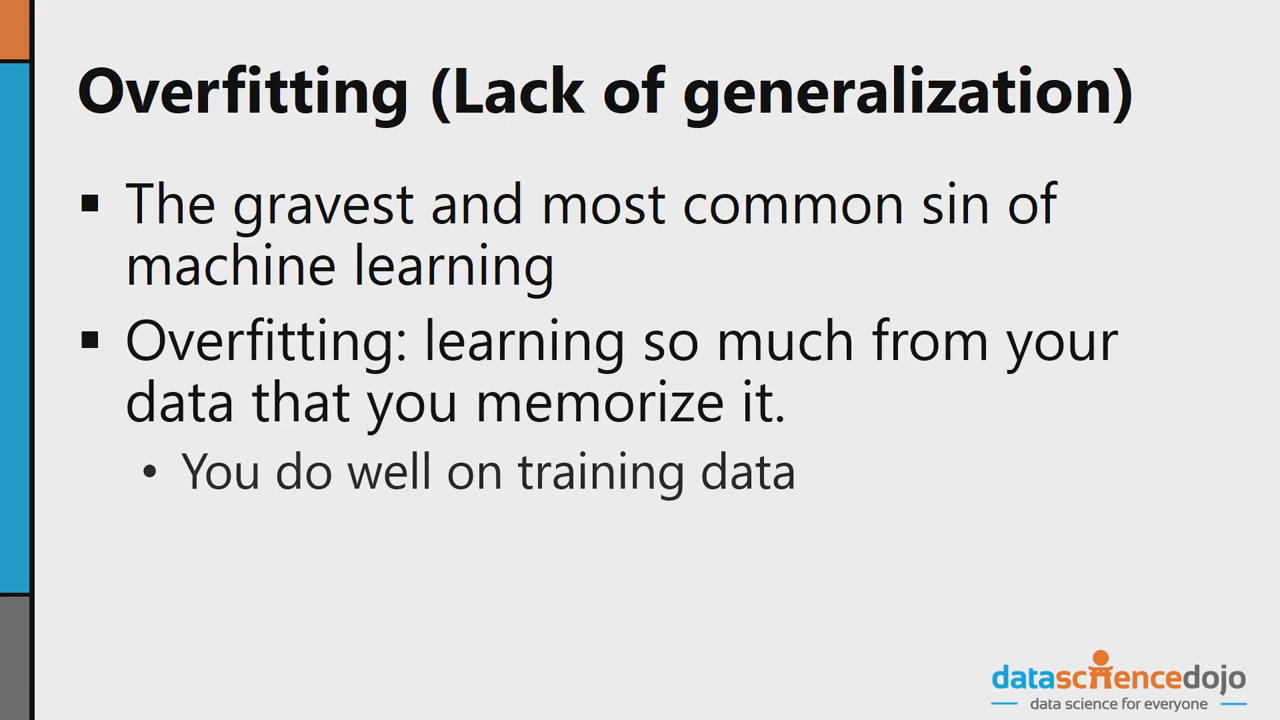 Overfitting (Lack of generalization)
▪ The gravest and most common sin of
machine learning
▪ Overfitting: learning so much from your
data that you memorize it.
• You do well on training data
datasciencedojo
data science for everyone